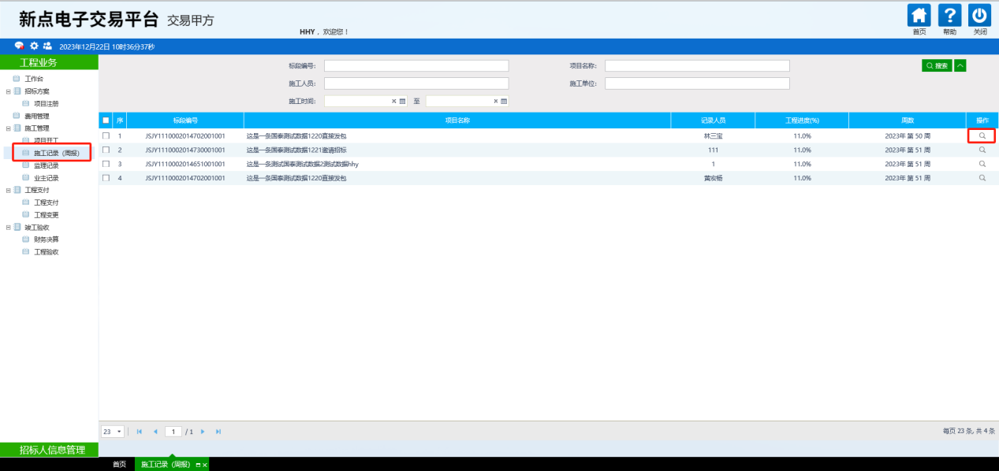 新点电子交易平台 交易甲方
HHY ，欢迎您！
首页 帮助 关闭
2023年12月22日 10时36分37秒
工程业务
工作台
招标方案
项目注册
费用管理
施工管理
项目开工
施工记录（周报）
监理记录
业主记录
工程支付
工程支付
工程变更
竣工验收
财务决算
工程验收
招标人信息管理
标段编号： 项目名称： 搜索
施工人员： 施工单位：
施工时间： 至
序 标段编号 项目名称 记录人员 工程进度(%) 周数 操作
1 JSJY1110002014702001001 这是一条国泰测试数据1220直接发包 林三宝 11.0% 2023年 第 50 周
2 JSJY1110002014730001001 这是一条国泰测试数据1221邀请招标 111 11.0% 2023年 第 51 周
3 JSJY1110002014651001001 这是一条测试国泰测试数据2测试数据hhy 1 11.0% 2023年 第 51 周
4 JSJY1110002014702001001 这是一条国泰测试数据1220直接发包 黄宏杨 11.0% 2023年 第 51 周
23 1 / 1 每页 23 条, 共 4 条
首页 施工记录（周报）